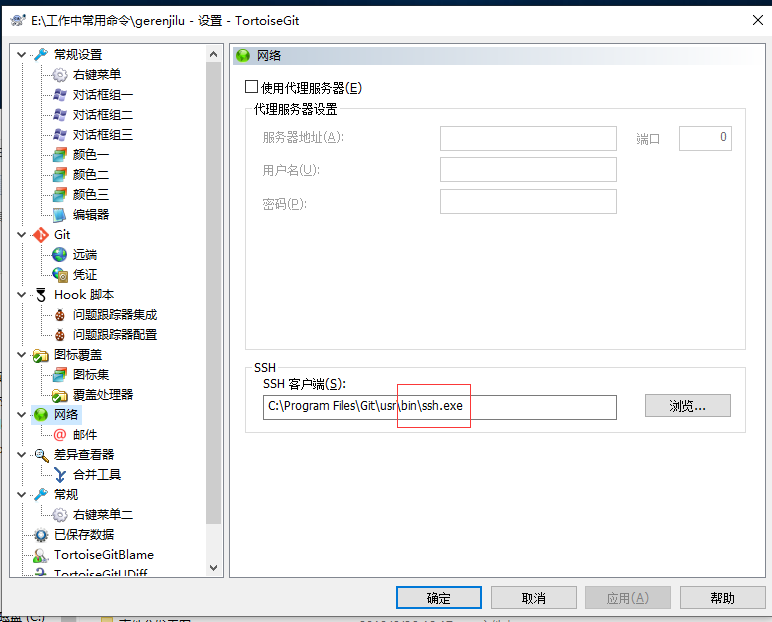 E:\工作中常用命令\gerenjilu - 设置 - TortoiseGit
常规设置
右键菜单
对话框组一
对话框组二
对话框组三
颜色一
颜色二
颜色三
编辑器
Git
远端
凭证
Hook 脚本
问题跟踪器集成
问题跟踪器配置
图标覆盖
图标集
覆盖处理器
网络
邮件
差异查看器
合并工具
常规
右键菜单二
已保存数据
TortoiseGitBlame
TortoiseGitUDiff
网络
使用代理服务器(E)
代理服务器设置
服务器地址(A):
端口
0
用户名(U):
密码(P):
SSH
SSH 客户端(S):
C:\Program Files\Git\usr\bin\ssh.exe
浏览...
确定
取消
应用(A)
帮助